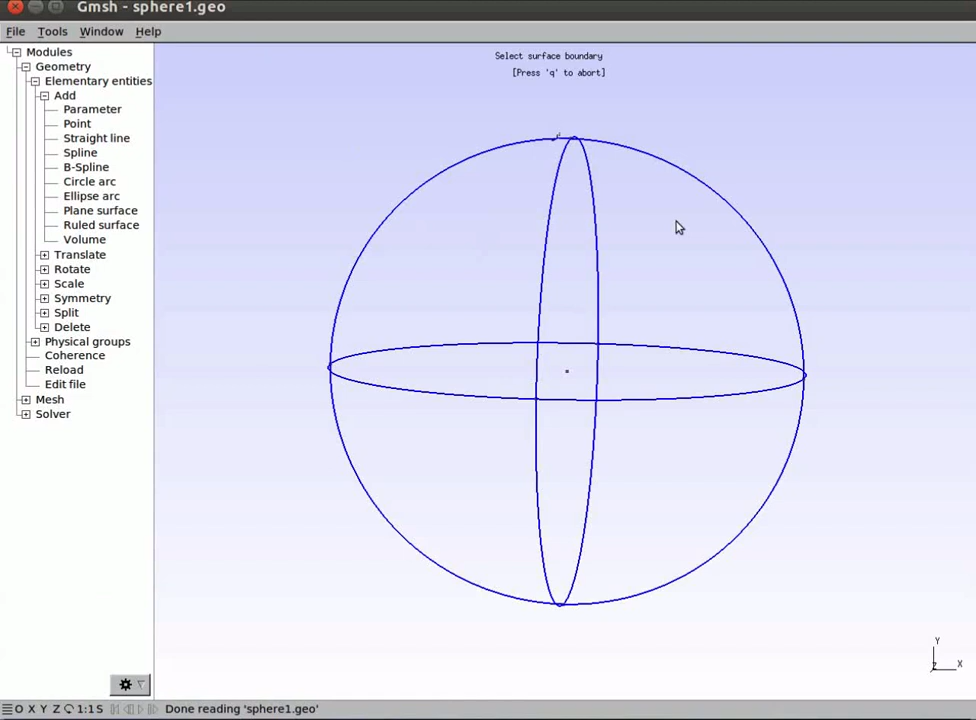 Gmsh - sphere1.geo
File Tools Window Help
Modules
Geometry
Elementary entities
Add
Parameter
Point
Straight line
Spline
B-Spline
Circle arc
Ellipse arc
Plane surface
Ruled surface
Volume
Translate
Rotate
Scale
Symmetry
Split
Delete
Physical groups
Coherence
Reload
Edit file
Mesh
Solver
Select surface boundary
[Press 'q' to abort]
Y
Z X
O X Y Z 1:1 S Done reading 'sphere1.geo'